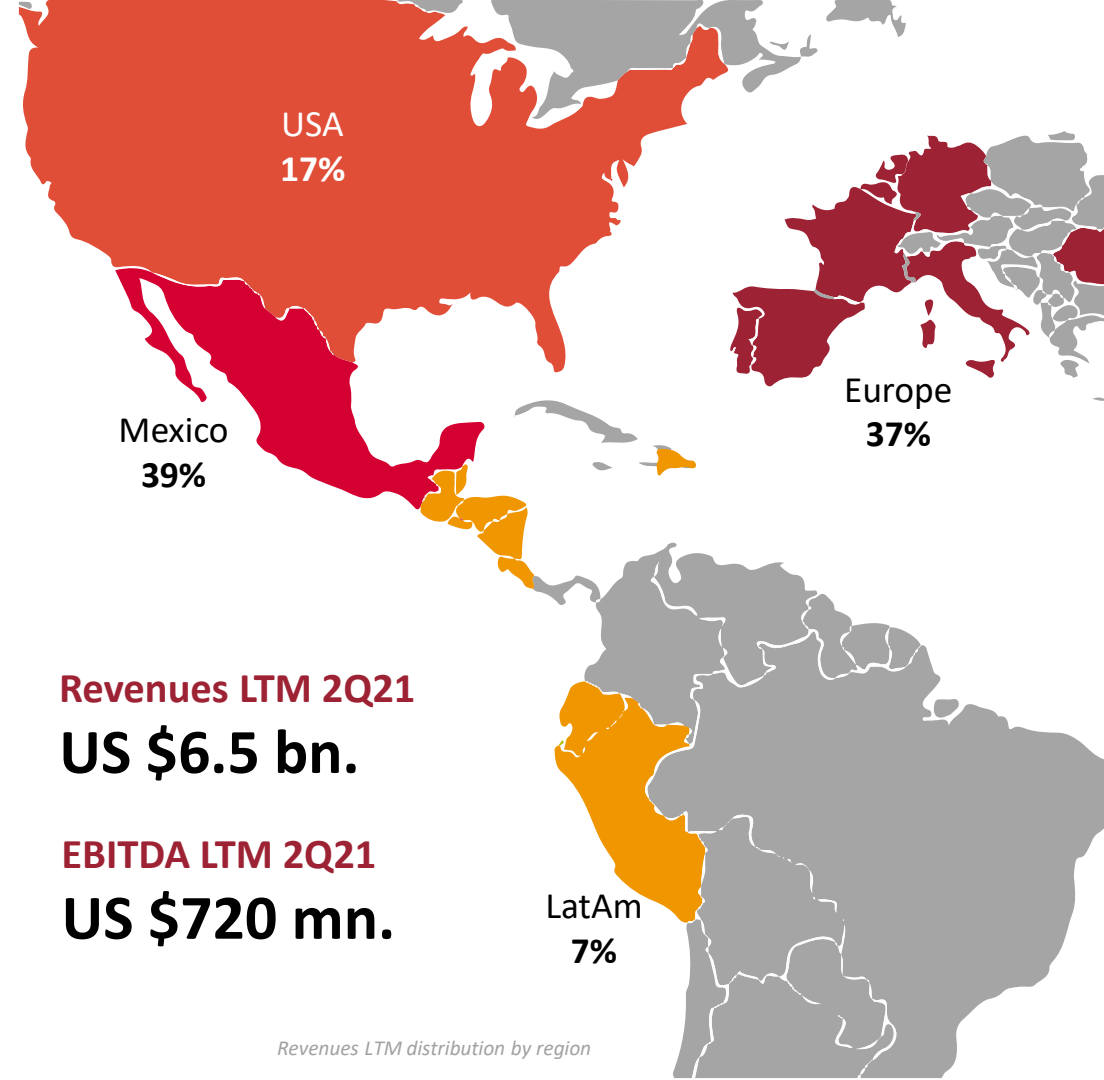 USA
17%
Mexico
39%
Europe
37%
Revenues LTM 2Q21
US $6.5 bn.
EBITDA LTM 2Q21
US $720 mn.
LatAm
7%
Revenues LTM distribution by region